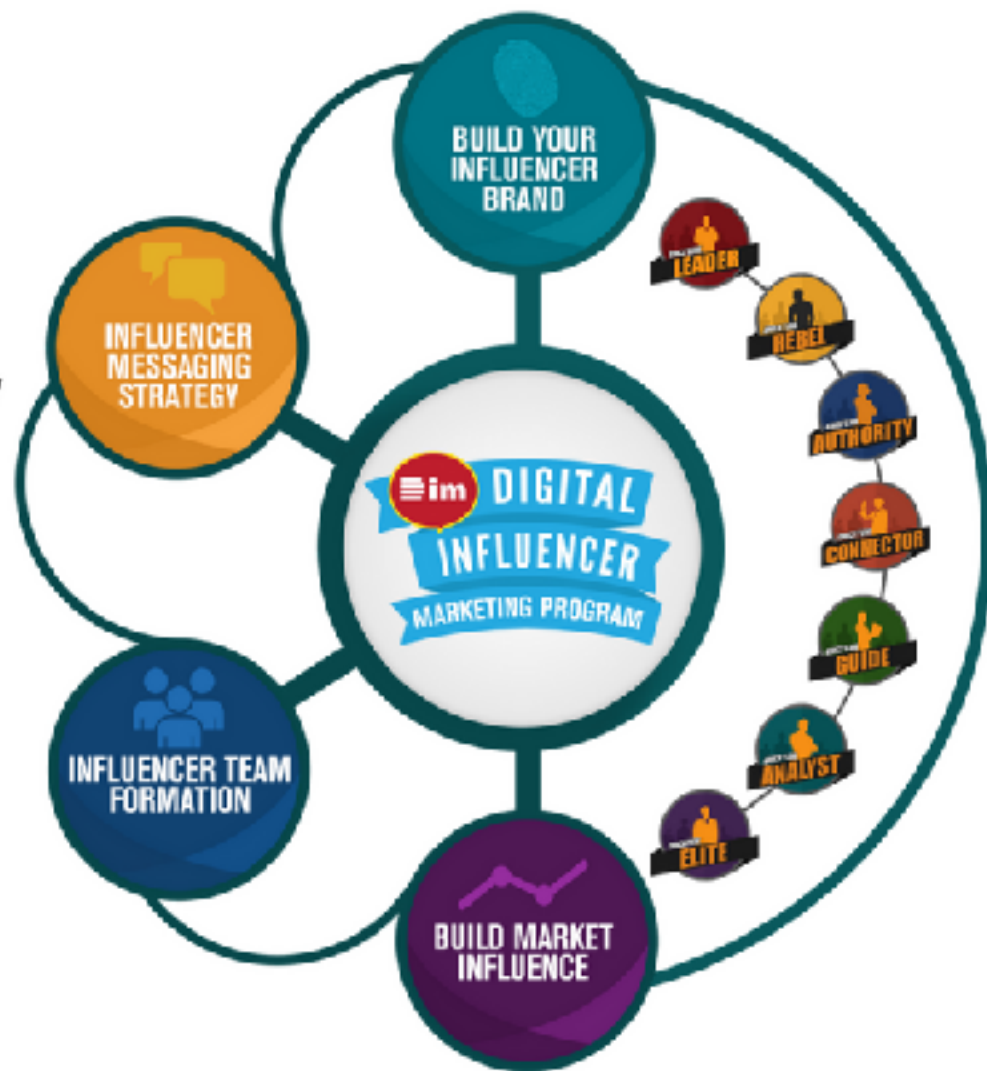 BUILD YOUR
INFLUENCER
BRAND
INFLUENCER
MESSAGING
STRATEGY
im DIGITAL
INFLUENCER
MARKETING PROGRAM
INFLUENCER TEAM
FORMATION
BUILD MARKET
INFLUENCE
LEADER
REBEL
AUTHORITY
CONNECTOR
GUIDE
ANALYST
ELITE